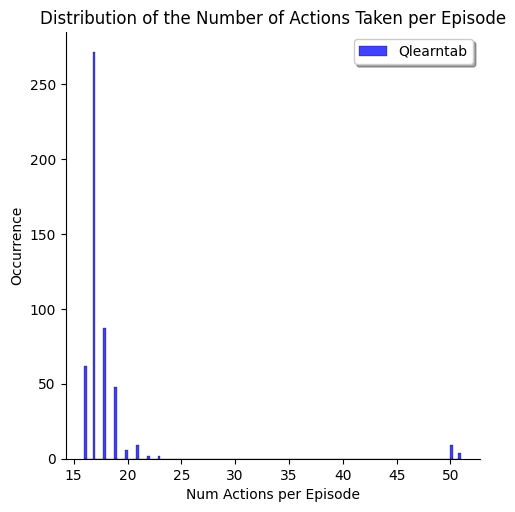 Distribution of the Number of Actions Taken per Episode
Qlearntab
Occurrence
250
200
150
100
50
0
15 20 25 30 35 40 45 50
Num Actions per Episode